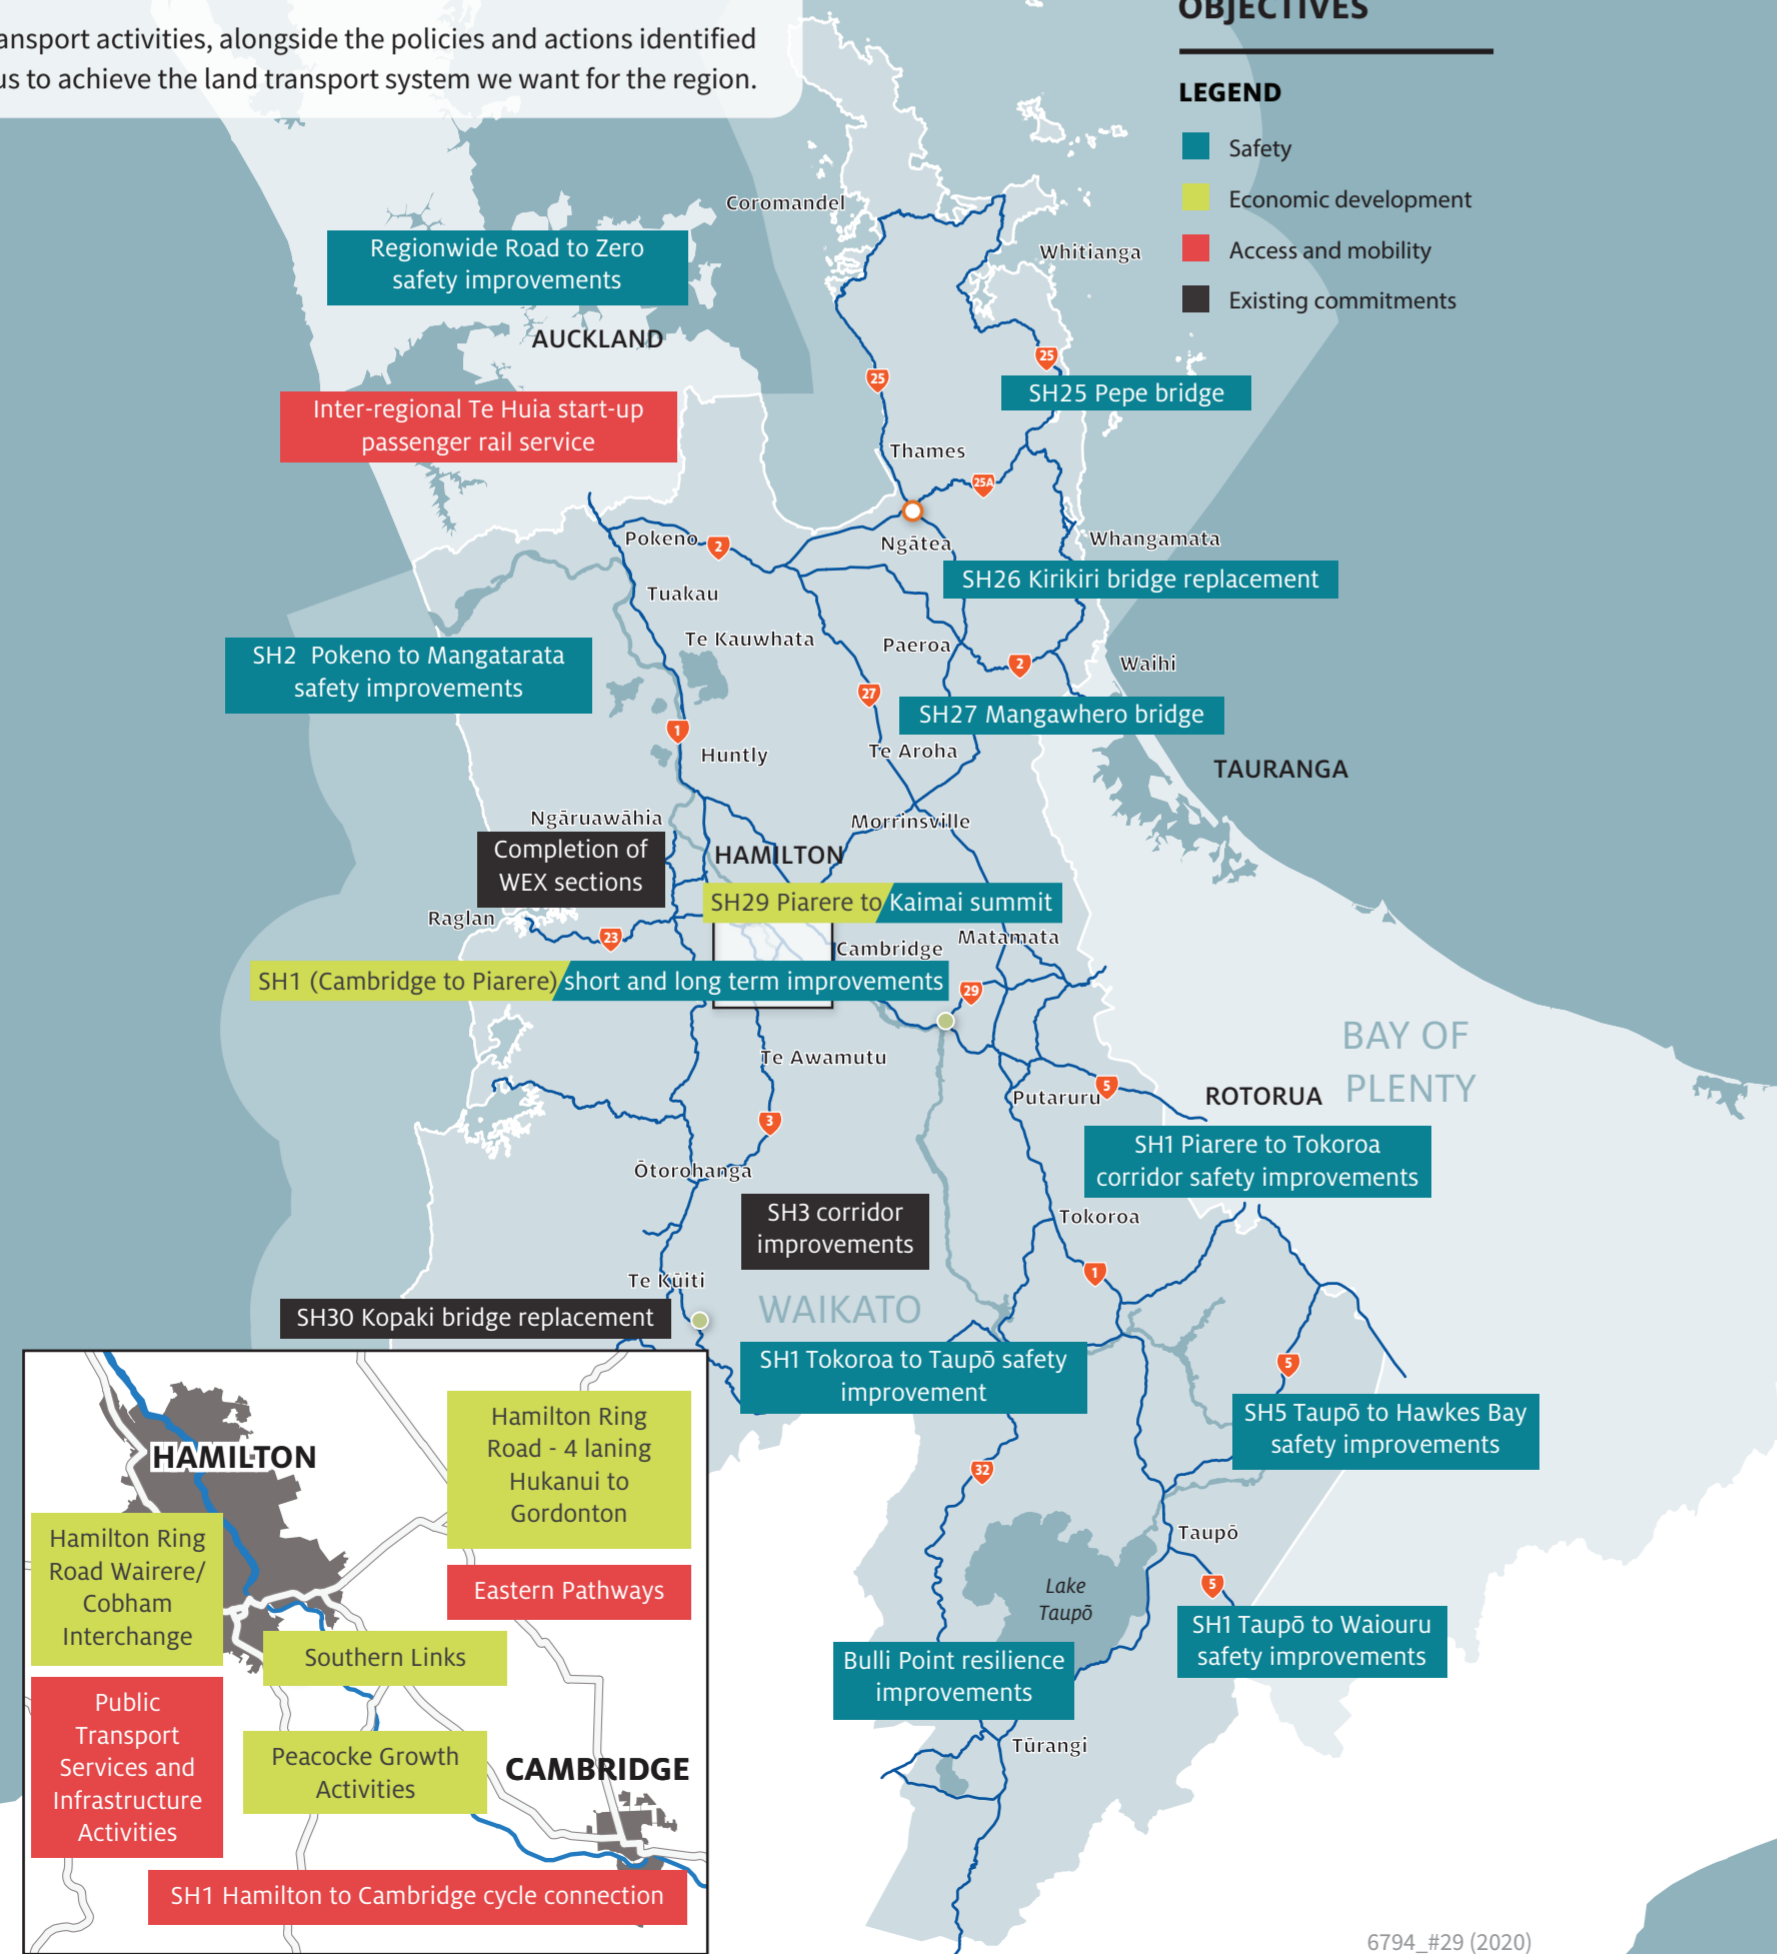 OBJECTIVES
ansport activities, alongside the policies and actions identified
us to achieve the land transport system we want for the region.
LEGEND
Safety
Economic development
Access and mobility
Existing commitments
Coromandel
Whitianga
Regionwide Road to Zero
safety improvements
AUCKLAND
25
25
SH25 Pepe bridge
Inter-regional Te Huia start-up
passenger rail service
Thames
25A
Pokeno
2
Ngātea
Whangamata
SH26 Kirikiri bridge replacement
Tuakau
Te Kauwhata
Paeroa
2
Waihi
SH2 Pokeno to Mangatarata
safety improvements
27
SH27 Mangawhero bridge
1
Huntly
Te Aroha
TAURANGA
Ngāruawāhia
Morrinsville
Completion of
WEX sections
HAMILTON
SH29 Piarere to Kaimai summit
Raglan
23
Cambridge
Matamata
SH1 (Cambridge to Piarere) short and long term improvements
29
BAY OF
PLENTY
Te Awamutu
5
Putaruru
ROTORUA
3
SH1 Piarere to Tokoroa
corridor safety improvements
Ōtorohanga
SH3 corridor
improvements
Tokoroa
1
Te Kūiti
WAIKATO
SH30 Kopaki bridge replacement
SH1 Tokoroa to Taupō safety
improvement
5
SH5 Taupō to Hawkes Bay
safety improvements
32
Taupō
Lake
Taupō
5
SH1 Taupō to Waiouru
safety improvements
Bulli Point resilience
improvements
Tūrangi
HAMILTON
Hamilton Ring
Road - 4 laning
Hukanui to
Gordonton
Hamilton Ring
Road Wairere/
Cobham
Interchange
Eastern Pathways
Southern Links
Public
Transport
Services and
Infrastructure
Activities
Peacocke Growth
Activities
CAMBRIDGE
SH1 Hamilton to Cambridge cycle connection
6794_#29 (2020)